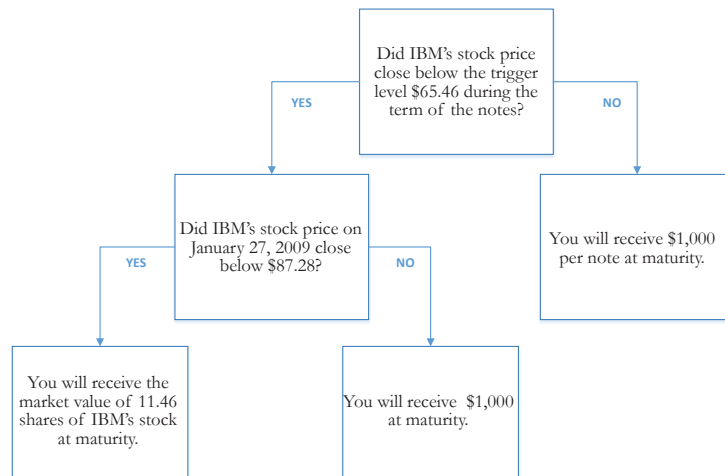 Did IBM's stock price
close below the trigger
level $65.46 during the
term of the notes?
YES
NO
Did IBM's stock price on
January 27, 2009 close
below $87.28?
You will receive $1,000
per note at maturity.
YES
NO
You will receive the
market value of 11.46
shares of IBM's stock
at maturity.
You will receive  $1,000
at maturity.